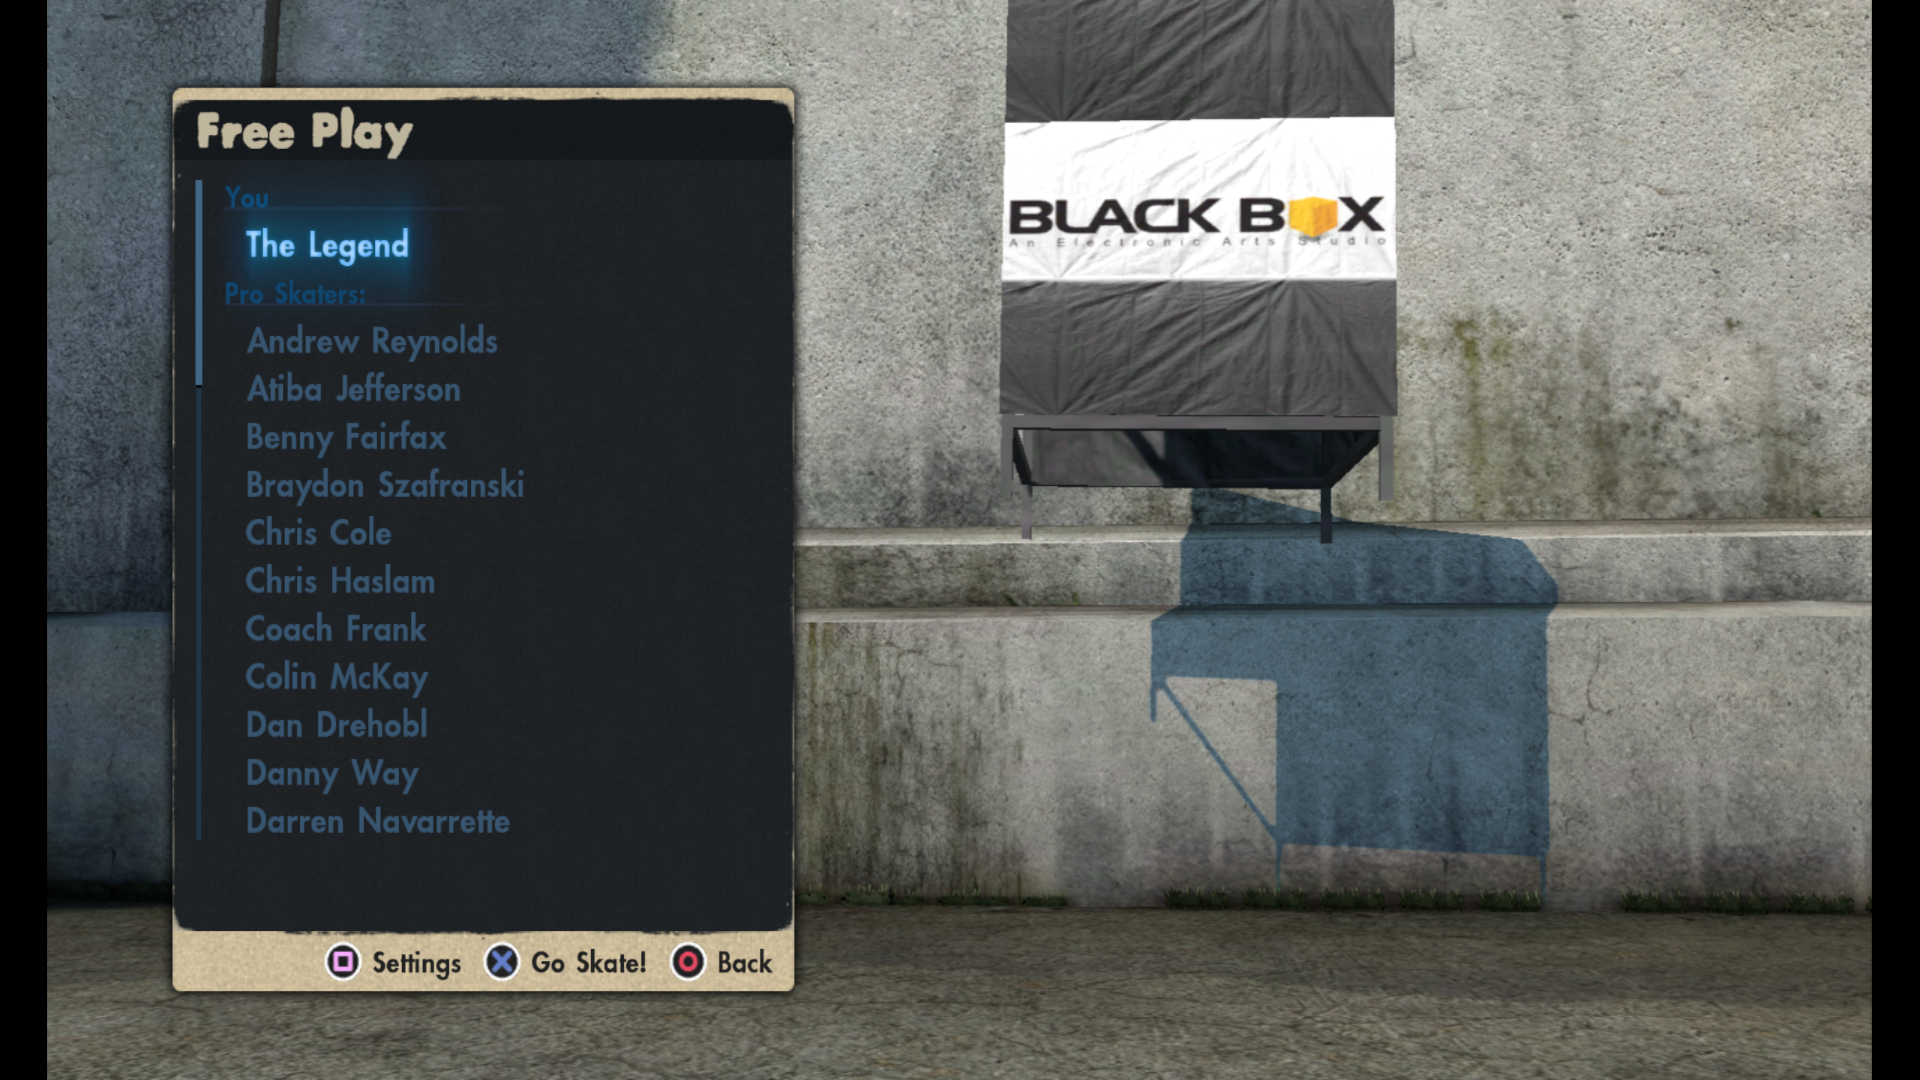 Free Play
You
The Legend
Pro Skaters:
Andrew Reynolds
Atiba Jefferson
Benny Fairfax
Braydon Szafranski
Chris Cole
Chris Haslam
Coach Frank
Colin McKay
Dan Drehobl
Danny Way
Darren Navarrette
Settings
Go Skate!
Back
BLACK BOX
An Electronic Arts Studio